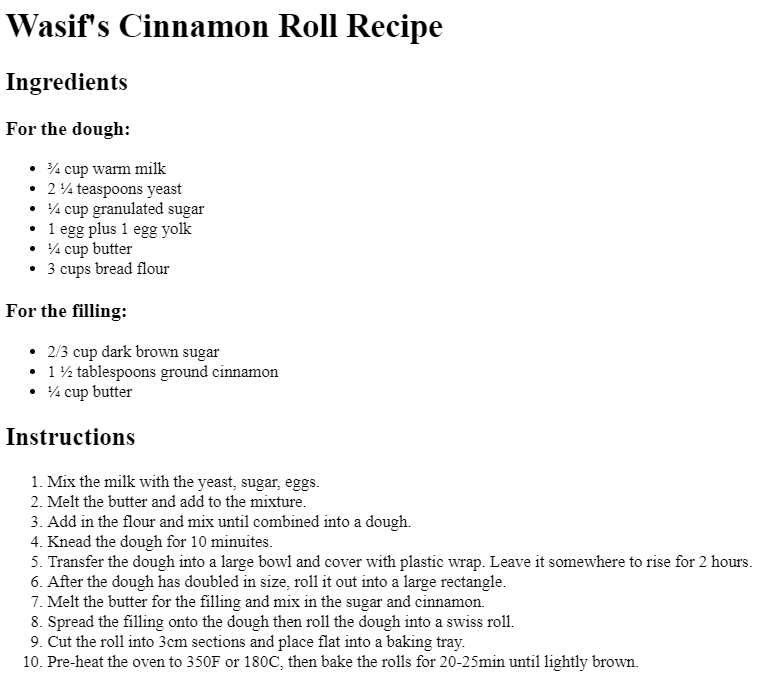 Wasif's Cinnamon Roll Recipe
Ingredients
For the dough:
• ¾ cup warm milk
• 2 ¼ teaspoons yeast
• ¼ cup granulated sugar
• 1 egg plus 1 egg yolk
• ¼ cup butter
• 3 cups bread flour
For the filling:
• 2/3 cup dark brown sugar
• 1 ½ tablespoons ground cinnamon
• ¼ cup butter
Instructions
1. Mix the milk with the yeast, sugar, eggs.
2. Melt the butter and add to the mixture.
3. Add in the flour and mix until combined into a dough.
4. Knead the dough for 10 minuites.
5. Transfer the dough into a large bowl and cover with plastic wrap. Leave it somewhere to rise for 2 hours.
6. After the dough has doubled in size, roll it out into a large rectangle.
7. Melt the butter for the filling and mix in the sugar and cinnamon.
8. Spread the filling onto the dough then roll the dough into a swiss roll.
9. Cut the roll into 3cm sections and place flat into a baking tray.
10. Pre-heat the oven to 350F or 180C, then bake the rolls for 20-25min until lightly brown.